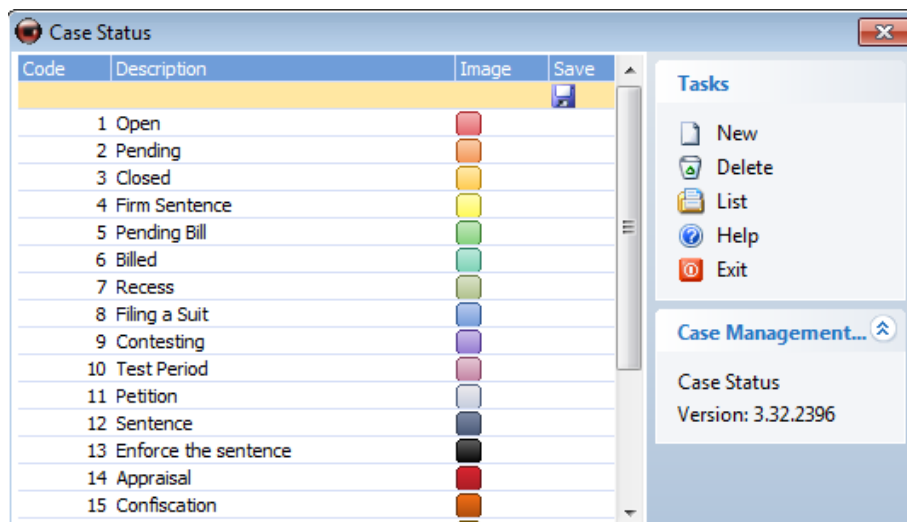 Case Status
Code Description Image Save
1 Open
2 Pending
3 Closed
4 Firm Sentence
5 Pending Bill
6 Billed
7 Recess
8 Filing a Suit
9 Contesting
10 Test Period
11 Petition
12 Sentence
13 Enforce the sentence
14 Appraisal
15 Confiscation
Tasks
New
Delete
List
Help
Exit
Case Management...
Case Status
Version: 3.32.2396